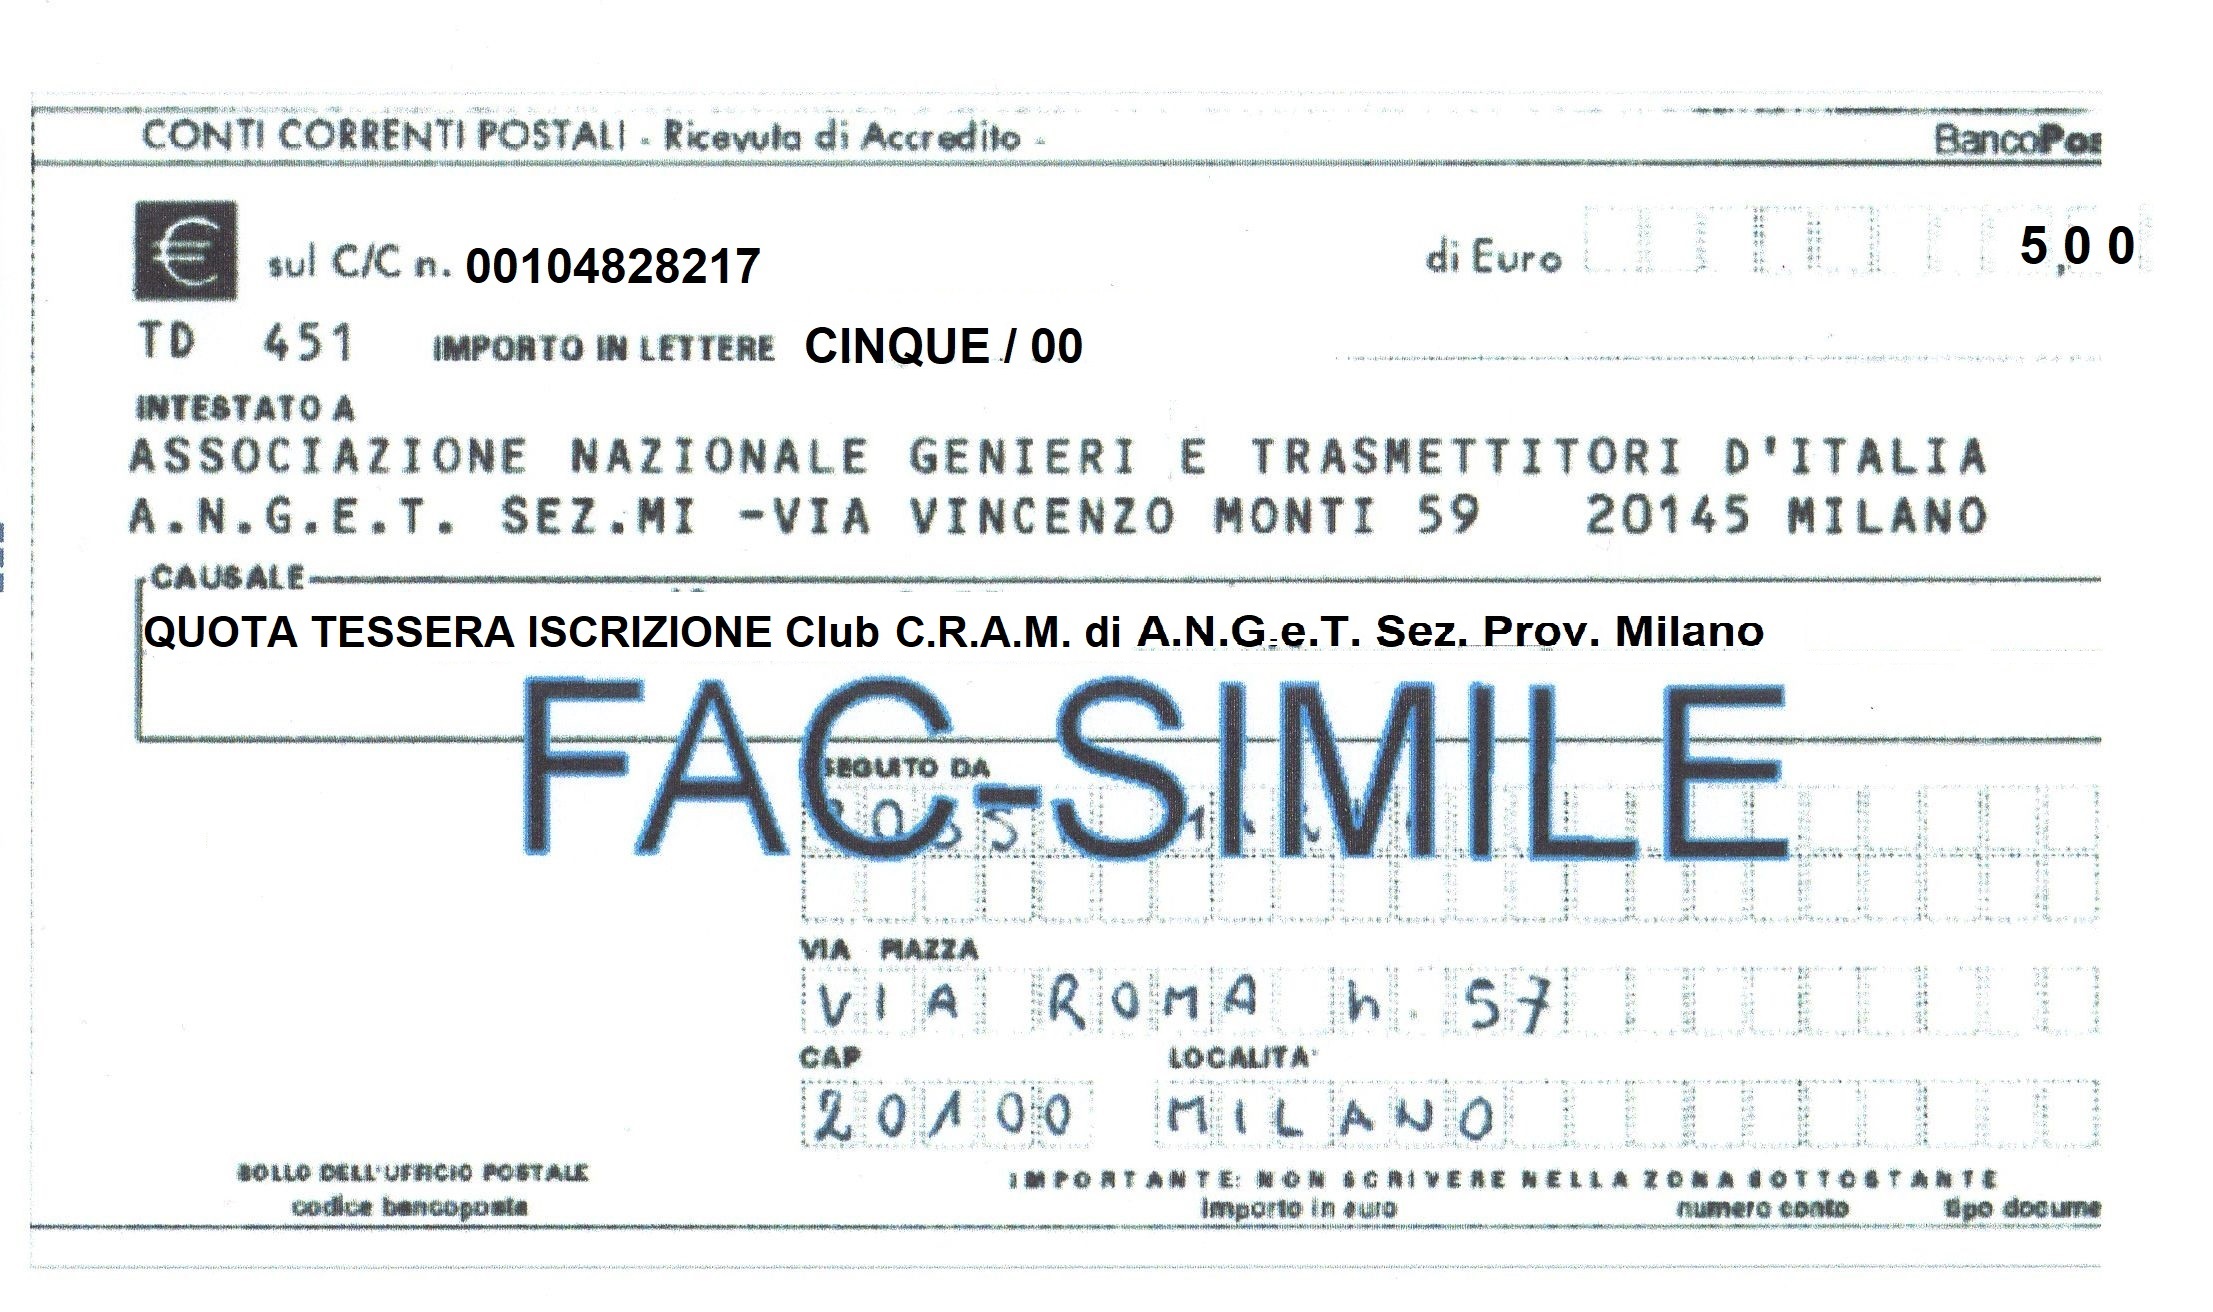 CONTI CORRENTI POSTALI - Ricevuta di Accredito -
BancoPos
€ sul C/C n. 00104828217 di Euro 5,00
TD 451 IMPORTO IN LETTERE CINQUE / 00
INTESTATO A
ASSOCIAZIONE NAZIONALE GENIERI E TRASMETTITORI D'ITALIA
A.N.G.E.T. SEZ.MI -VIA VINCENZO MONTI 59 20145 MILANO
CAUSALE
QUOTA TESSERA ISCRIZIONE Club C.R.A.M. di A.N.G.e.T. Sez. Prov. Milano
FAC-SIMILE
SEGUITO DA
VIA PIAZZA
VIA ROMA n. 57
CAP LOCALITA'
20100 MILANO
BOLLO DELL'UFFICIO POSTALE
IMPORTANTE: NON SCRIVERE NELLA ZONA SOTTOSTANTE
codice bancoposta importo in euro numero conto tipo docume